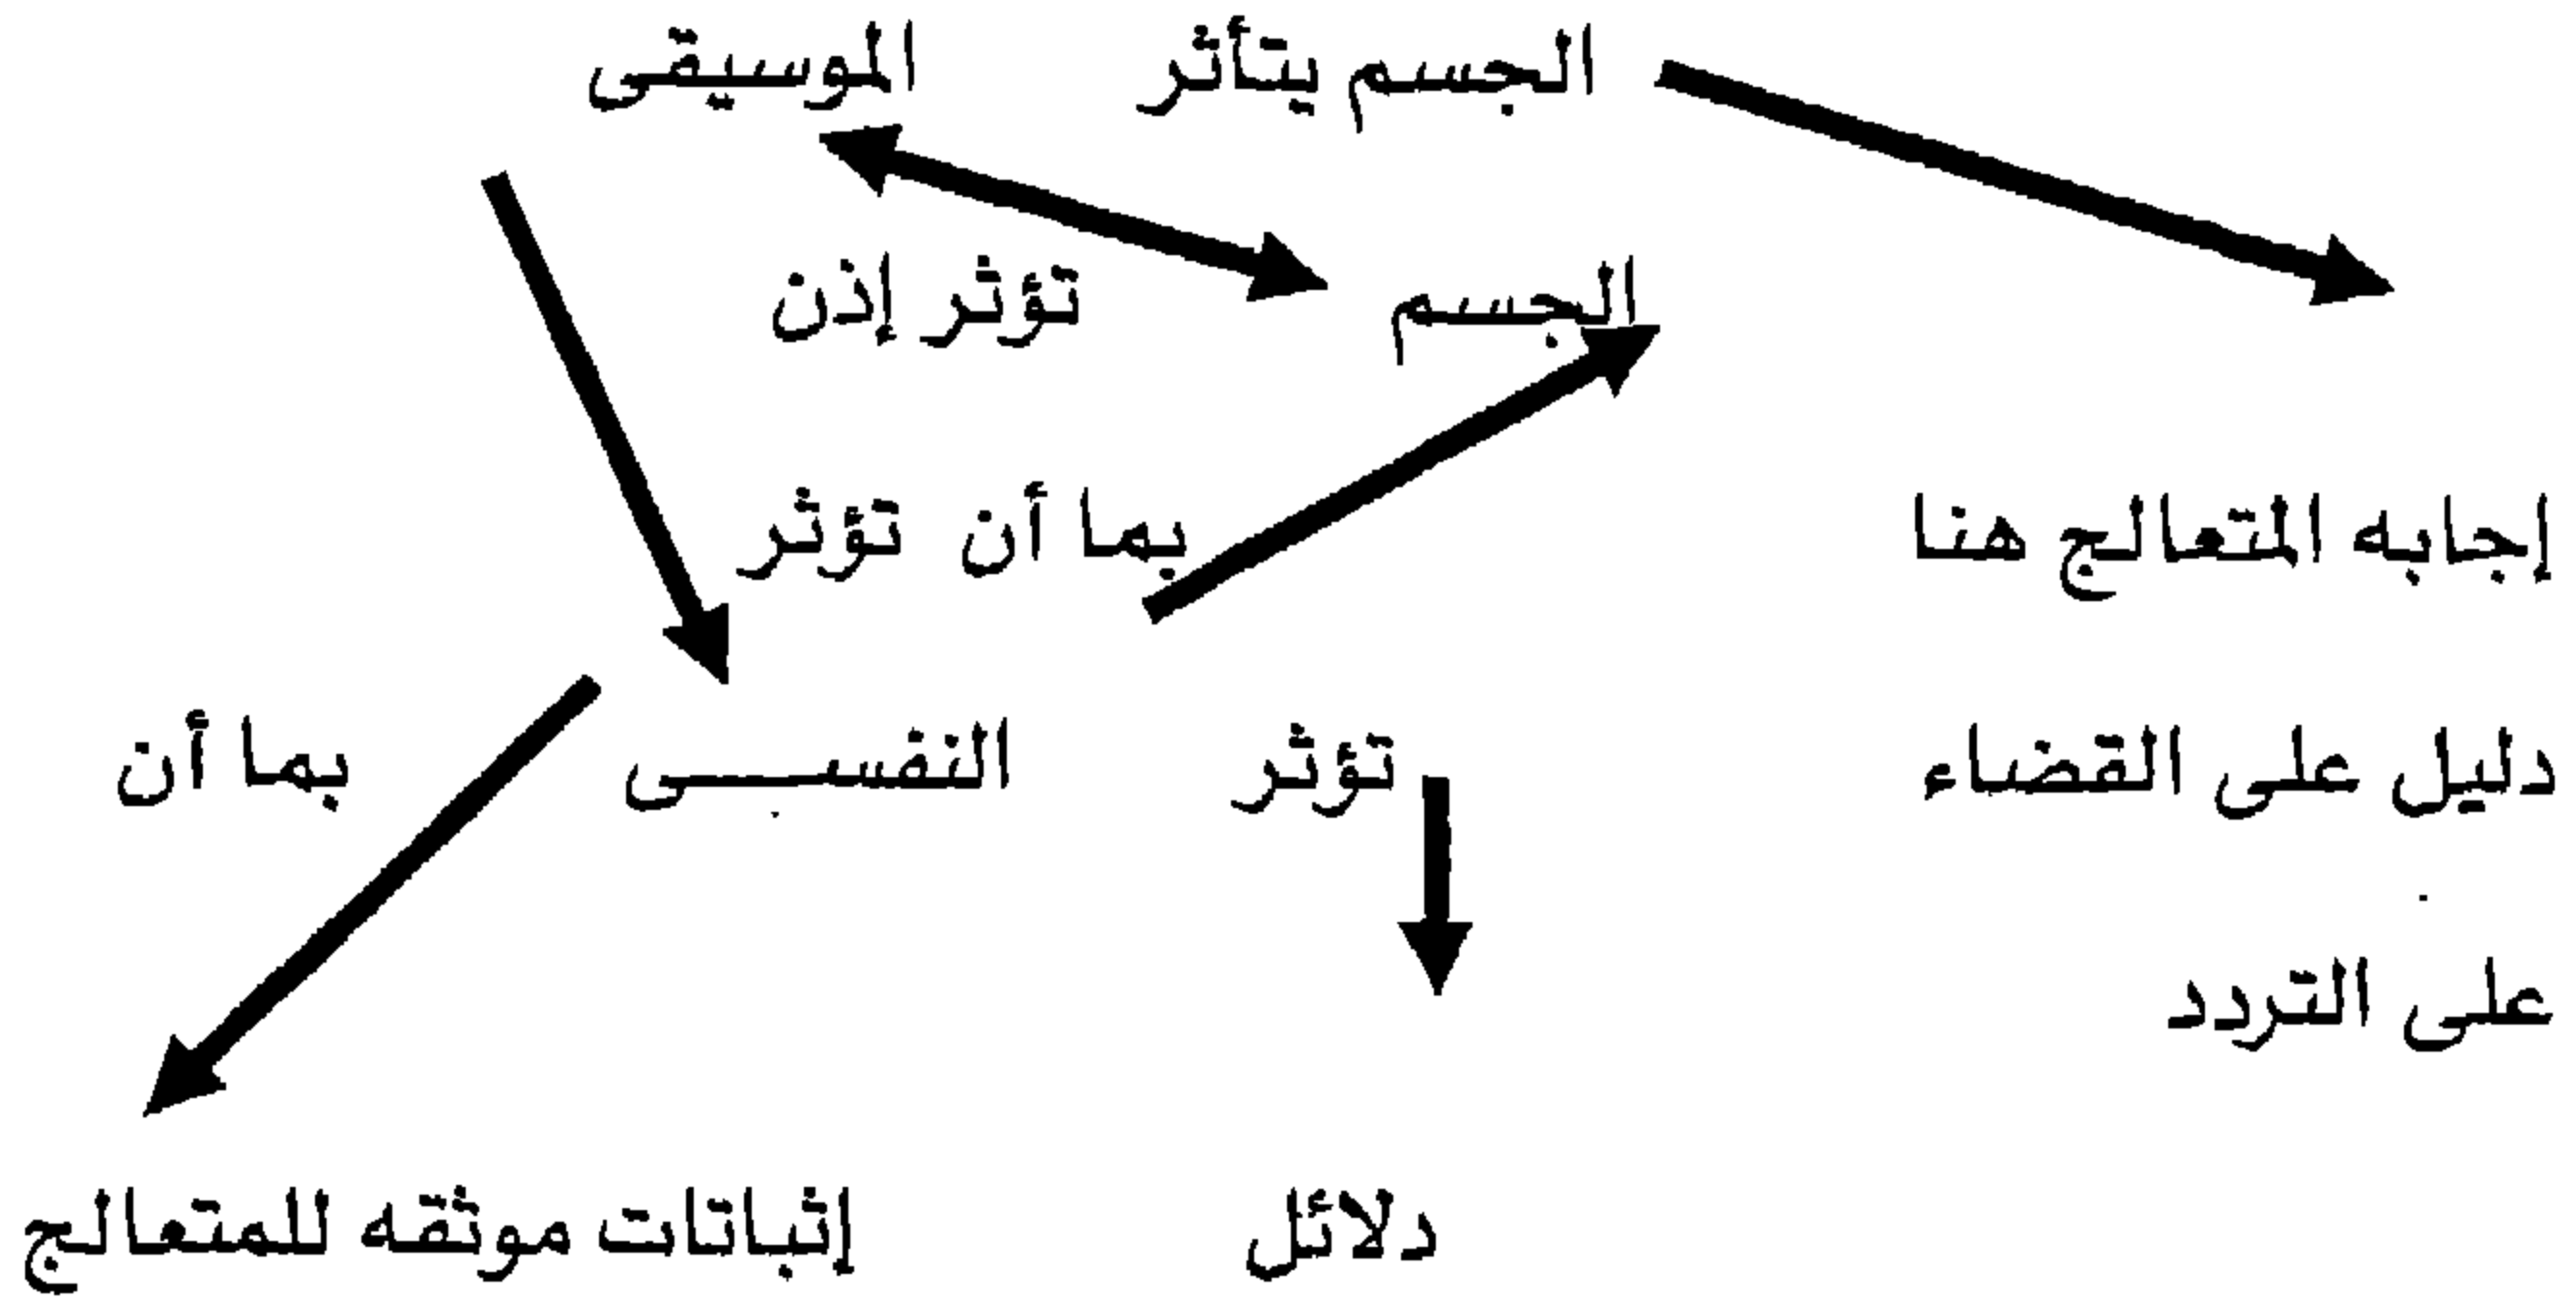 الجسم يتأثر الموسيقى
الجسم تؤثر إذن
إجابه المتعالج هنا بما أن تؤثر
دليل على القضاء تؤثر النفسى بما أن
على التردد
دلائل إثباتات موثقه للمتعالج